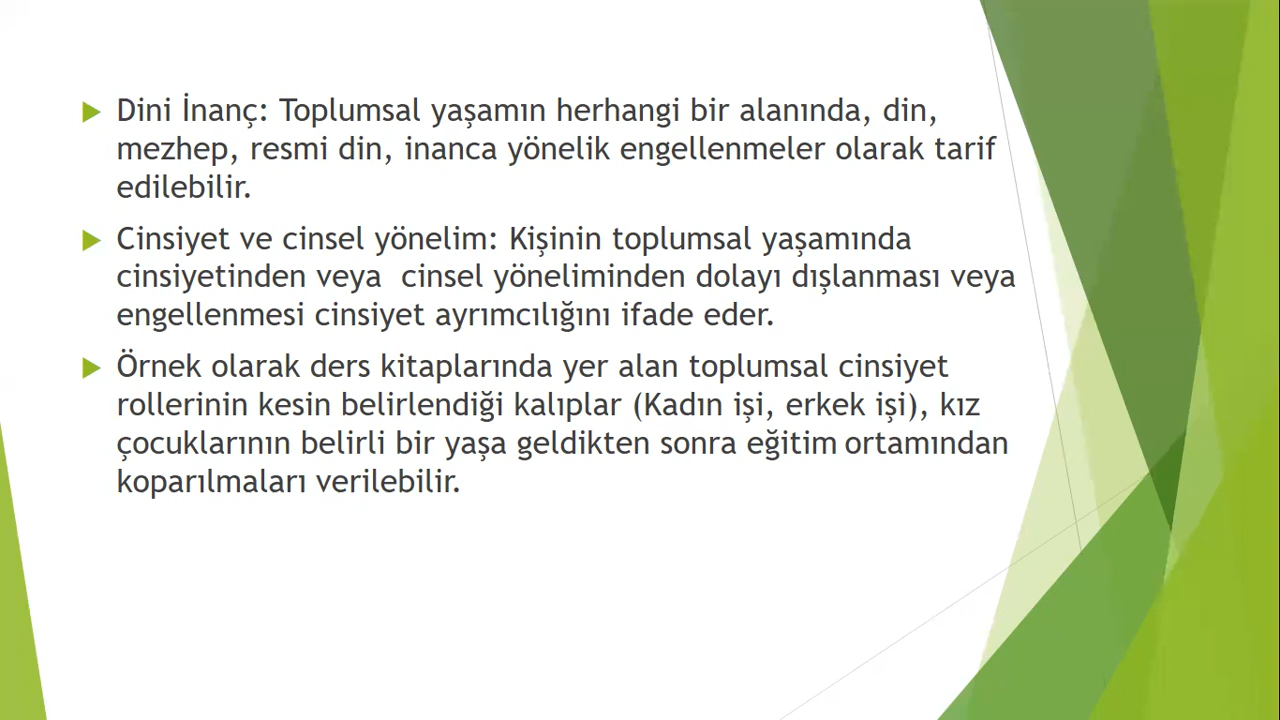 Dini İnanç: Toplumsal yaşamın herhangi bir alanında, din,
mezhep, resmi din, inanca yönelik engellenmeler olarak tarif
edilebilir.
Cinsiyet ve cinsel yönelim: Kişinin toplumsal yaşamında
cinsiyetinden veya  cinsel yöneliminden dolayı dışlanması veya
engellenmesi cinsiyet ayrımcılığını ifade eder.
Örnek olarak ders kitaplarında yer alan toplumsal cinsiyet
rollerinin kesin belirlendiği kalıplar (Kadın işi, erkek işi), kız
çocuklarının belirli bir yaşa geldikten sonra eğitim ortamından
koparılmaları verilebilir.